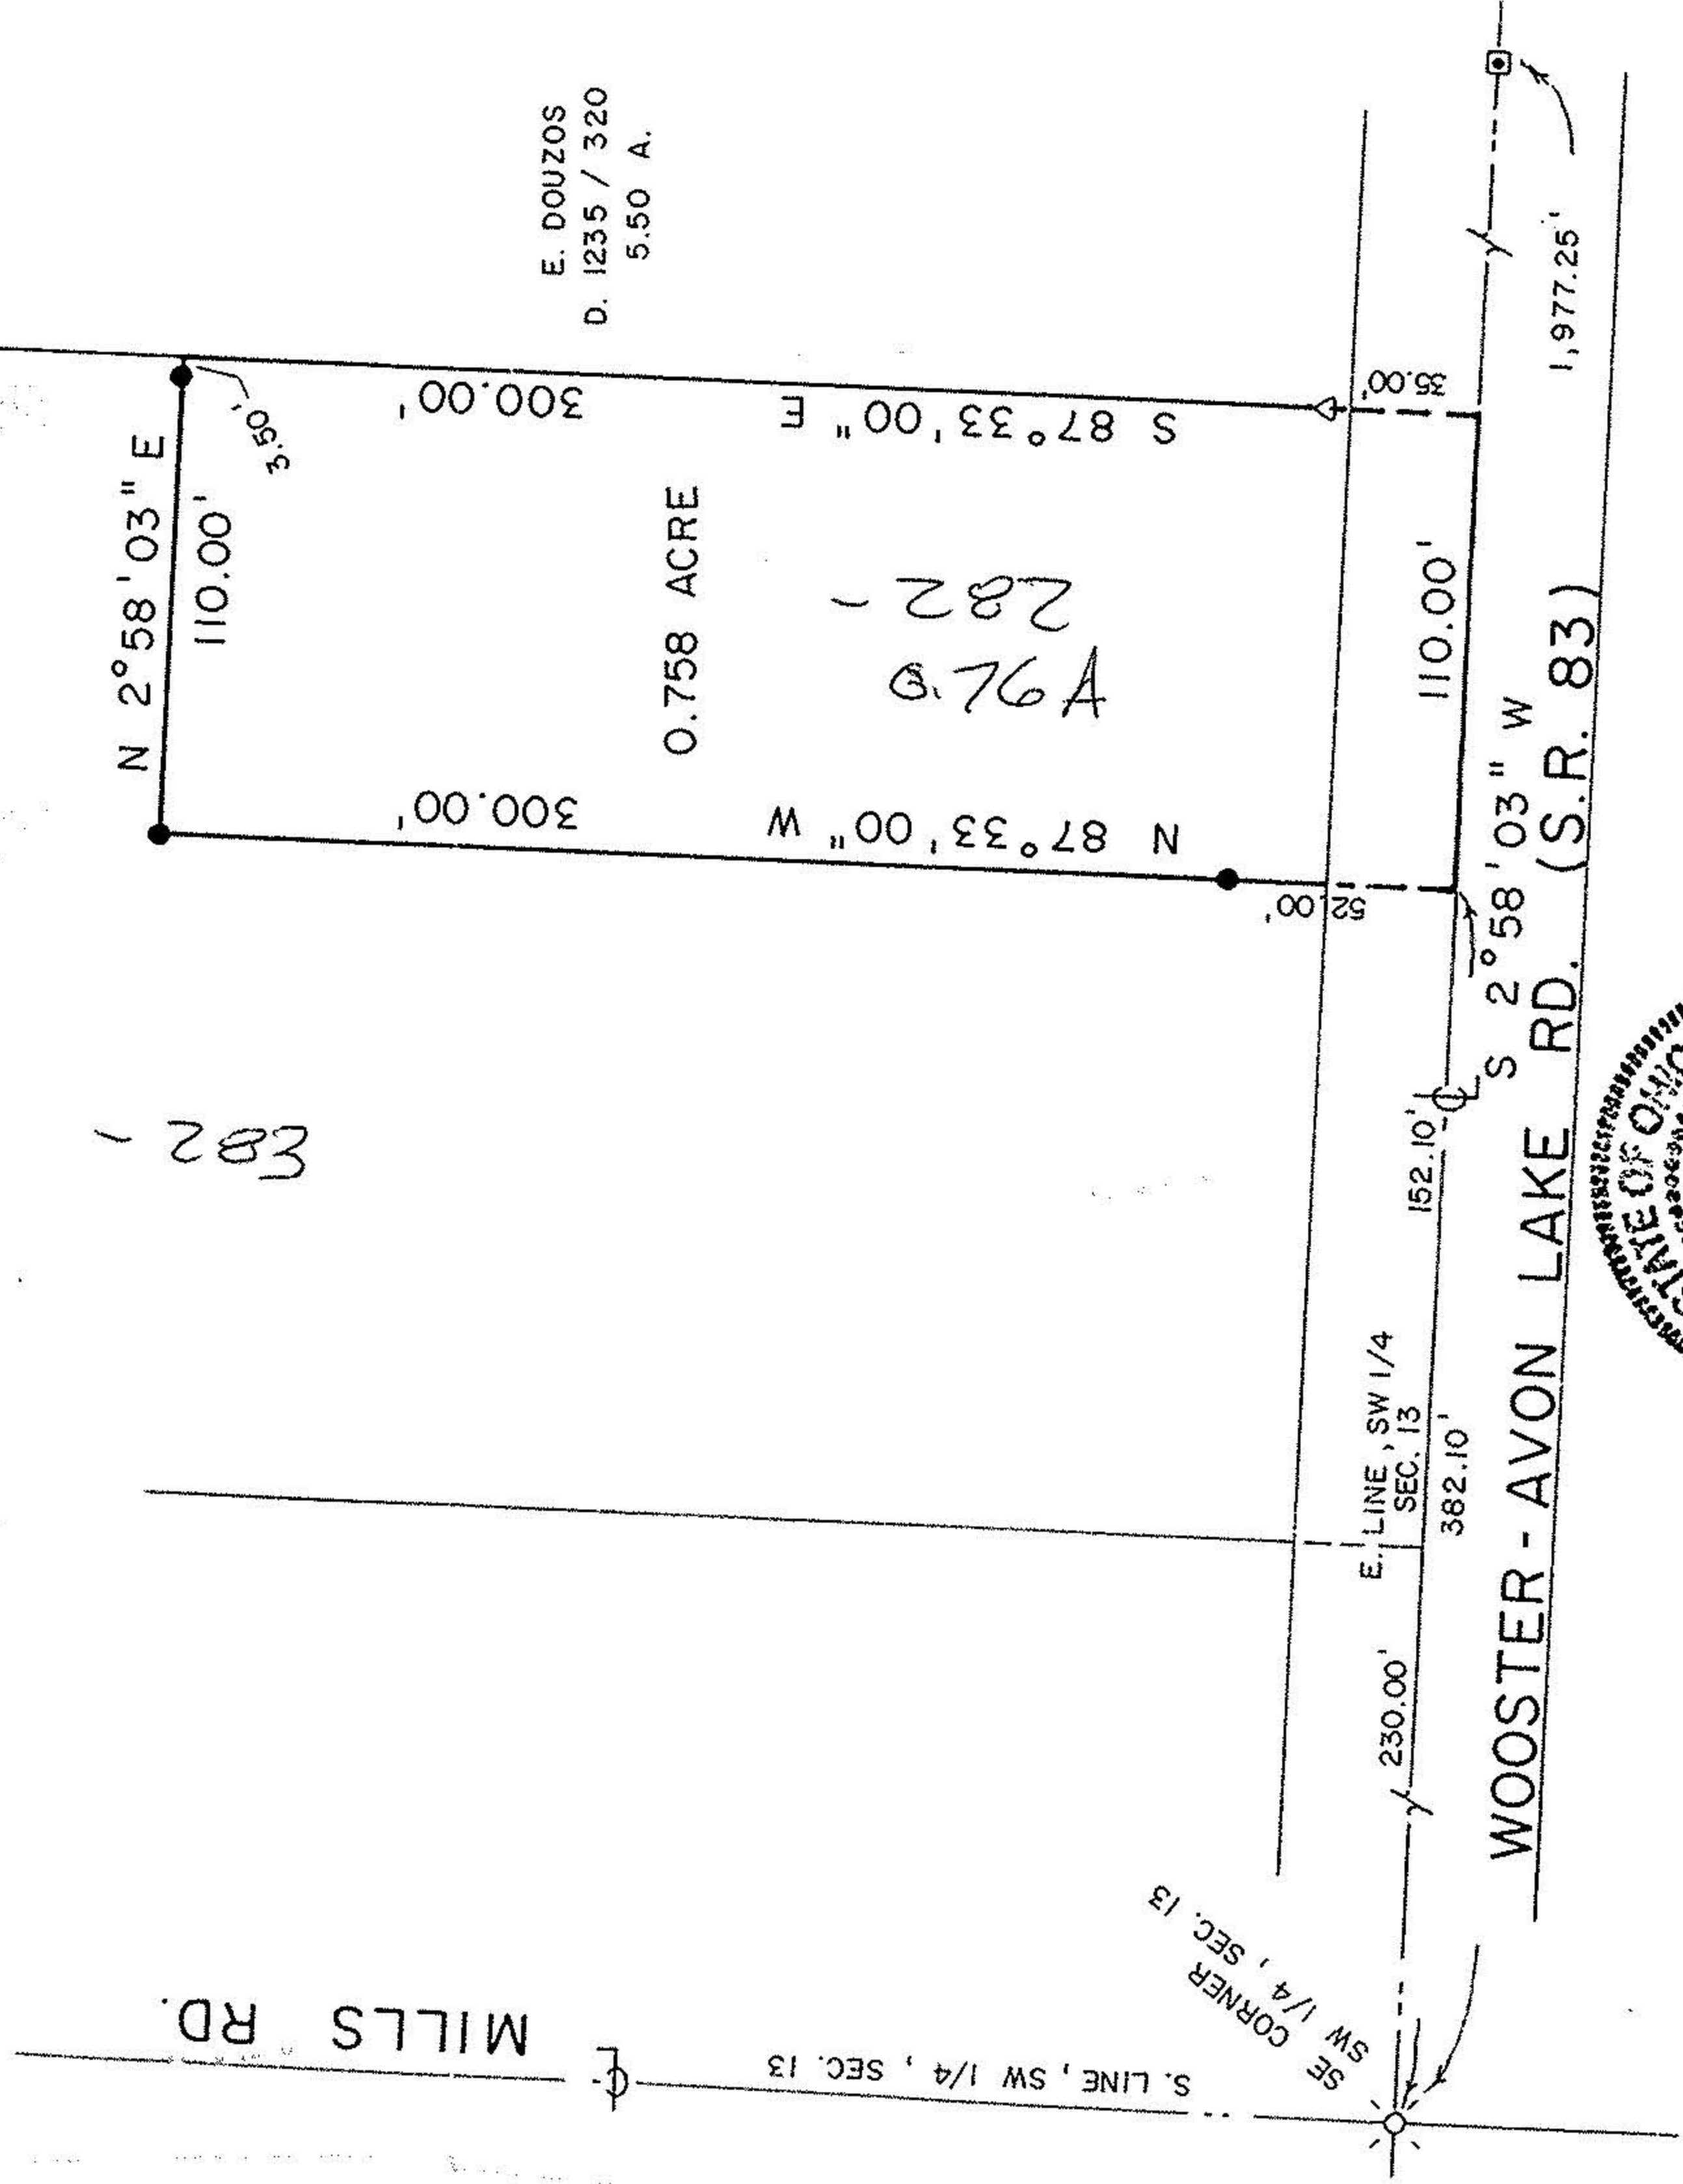 E. DOUZOS
D. 1235 / 320
5.50 A.
N 2°58'03" E
110.00'
3.50'
300.00'
S 87°33'00" E
35.00'
0.758 ACRE
282-
300.00'
N 87°33'00" W
52.00'
110.00'
S 2°58'03" W
1,977.25'
WOOSTER - AVON LAKE RD. (S.R. 83)
152.10'
E. LINE, SW 1/4
SEC. 13
382.10'
230.00'
SE CORNER
SW 1/4, SEC. 13
S. LINE, SW 1/4, SEC. 13
MILLS RD.
STATE OF OHIO